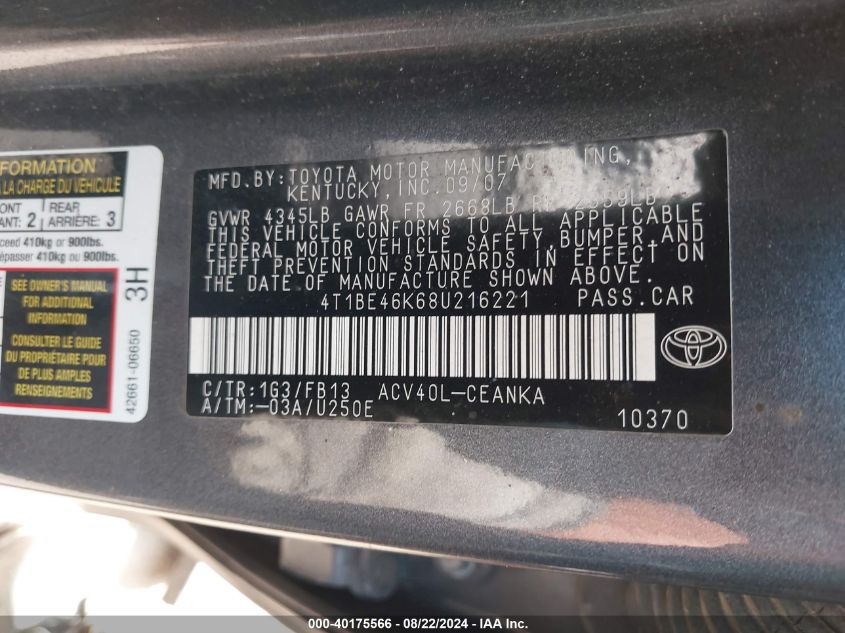 FORMATION
A LA CHARGE DU VÉHICULE
ONT
ANT: 2
REAR
ARRIÈRE: 3
ceed 410kg or 900lbs.
épasser 410kg ou 900lbs.
SEE OWNER'S MANUAL
FOR ADDITIONAL
INFORMATION
VOIR LE GUIDE
DU PROPRIÉTAIRE POUR
DE PLUS AMPLES
RENSEIGNEMENTS
3H
42661-06650
MFD.BY:TOYOTA MOTOR MANUFACTURING,
KENTUCKY, INC. 09/07
GVWR 4345LB GAWR FR 2668LB
THIS VEHICLE CONFORMS TO ALL APPLICABLE
FEDERAL MOTOR VEHICLE SAFETY,BUMPER,AND
THEFT PREVENTION STANDARDS IN EFFECT ON
THE DATE OF MANUFACTURE SHOWN ABOVE.
4T1BE46K68U216221 PASS.CAR
C/TR:1G3/FB13 ACV40L-CEANKA
A/TM:-03A/U250E
10370
000-40175566 - 08/22/2024 - IAA Inc.